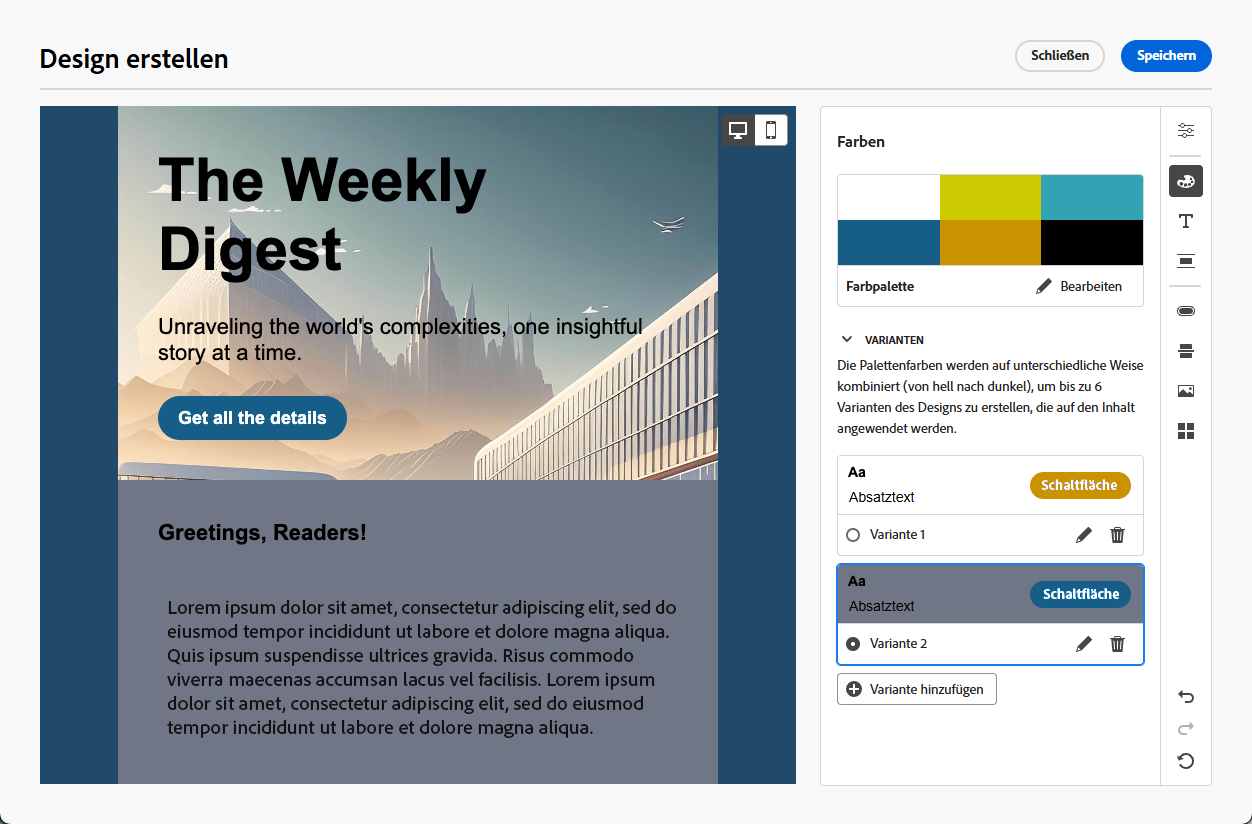 Design erstellen
Schließen
Speichern
The Weekly
Digest
Unraveling the world's complexities, one insightful
story at a time.
Get all the details
Greetings, Readers!
Lorem ipsum dolor sit amet, consectetur adipiscing elit, sed do
eiusmod tempor incididunt ut labore et dolore magna aliqua.
Quis ipsum suspendisse ultrices gravida. Risus commodo
viverra maecenas accumsan lacus vel facilisis. Lorem ipsum
dolor sit amet, consectetur adipiscing elit, sed do eiusmod
tempor incididunt ut labore et dolore magna aliqua.
Farben
Farbpalette
Bearbeiten
VARIANTEN
Die Palettenfarben werden auf unterschiedliche Weise
kombiniert (von hell nach dunkel), um bis zu 6
Varianten des Designs zu erstellen, die auf den Inhalt
angewendet werden.
Aa
Absatztext
Schaltfläche
Variante 1
Aa
Absatztext
Schaltfläche
Variante 2
Variante hinzufügen